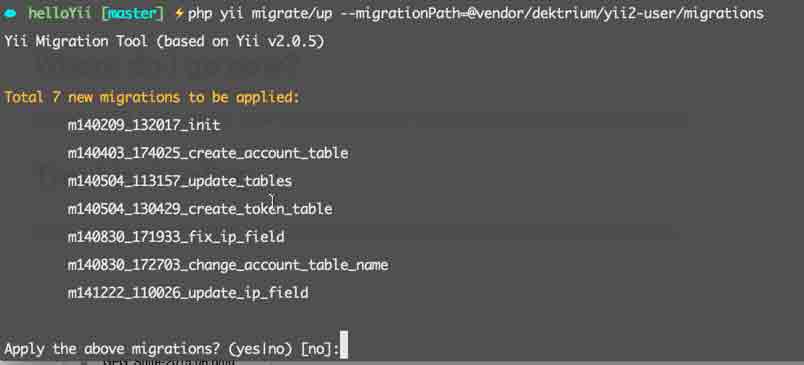 helloYii [master] ⚡php yii migrate/up --migrationPath=@vendor/dektrium/yii2-user/migrations
Yii Migration Tool (based on Yii v2.0.5)
Total 7 new migrations to be applied:
m140209_132017_init
m140403_174025_create_account_table
m140504_113157_update_tables
m140504_130429_create_token_table
m140830_171933_fix_ip_field
m140830_172703_change_account_table_name
m141222_110026_update_ip_field
Apply the above migrations? (yes|no) [no]: